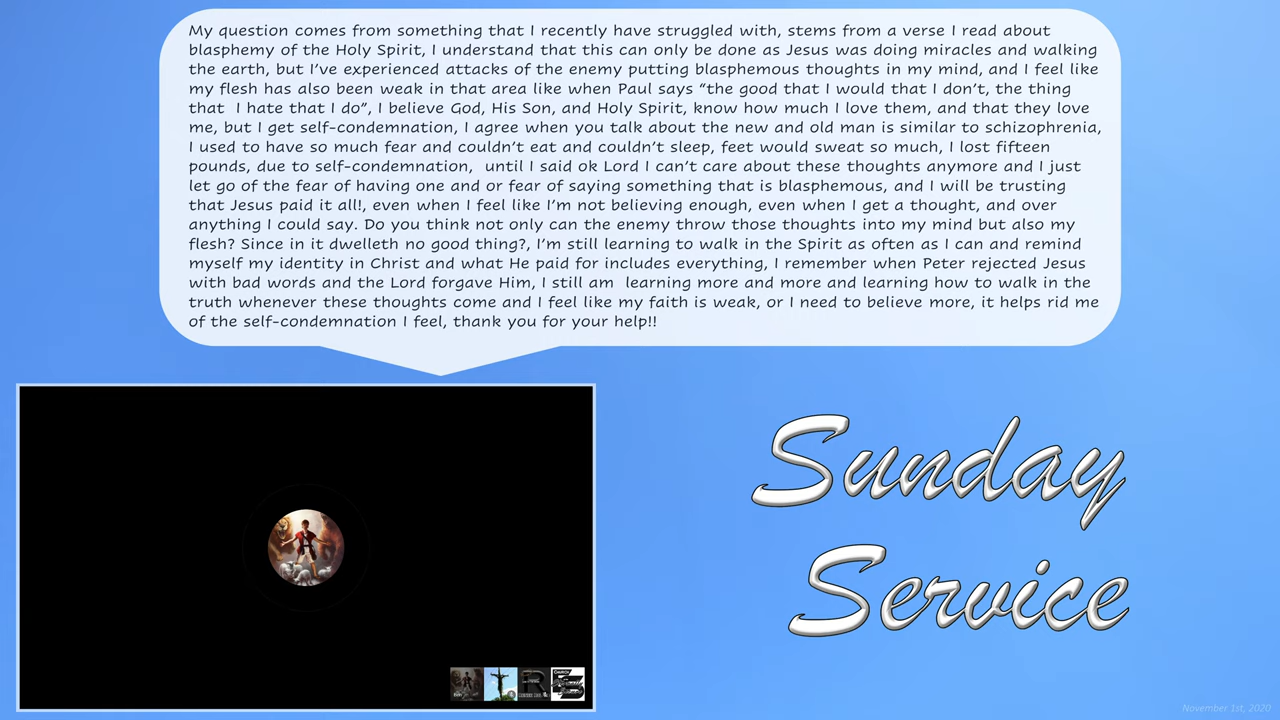 My question comes from something that I recently have struggled with, stems from a verse I read about
blasphemy of the Holy Spirit, I understand that this can only be done as Jesus was doing miracles and walking
the earth, but I've experienced attacks of the enemy putting blasphemous thoughts in my mind, and I feel like
my flesh has also been weak in that area like when Paul says “the good that I would that I don't, the thing
that  I hate that I do”, I believe God, His Son, and Holy Spirit, know how much I love them, and that they love
me, but I get self-condemnation, I agree when you talk about the new and old man is similar to schizophrenia,
I used to have so much fear and couldn't eat and couldn't sleep, feet would sweat so much, I lost fifteen
pounds, due to self-condemnation,  until I said ok Lord I can't care about these thoughts anymore and I just
let go of the fear of having one and or fear of saying something that is blasphemous, and I will be trusting
that Jesus paid it all!, even when I feel like I'm not believing enough, even when I get a thought, and over
anything I could say. Do you think not only can the enemy throw those thoughts into my mind but also my
flesh? Since in it dwelleth no good thing?, I'm still learning to walk in the Spirit as often as I can and remind
myself my identity in Christ and what He paid for includes everything, I remember when Peter rejected Jesus
with bad words and the Lord forgave Him, I still am  learning more and more and learning how to walk in the
truth whenever these thoughts come and I feel like my faith is weak, or I need to believe more, it helps rid me
of the self-condemnation I feel, thank you for your help!!
Sunday
Service
November 1st, 2020